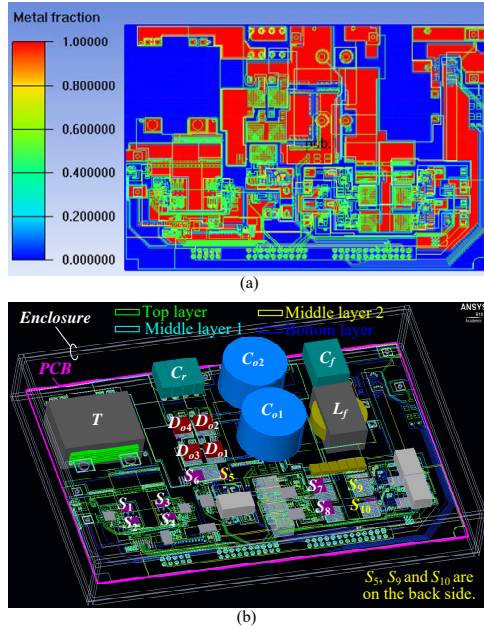 Metal fraction
1.00000
0.800000
0.600000
0.400000
0.200000
0.000000
(a)
Enclosure
Top layer
Middle layer 2
Middle layer 1
Bottom layer
ANSYS
Academic
PCB
T
Cr
Co2
Cf
Co1
Lf
Do4
Do2
Do3
Do1
S6
S5
S1
S3
S2
S4
S7
S8
S9
S10
S5, S9 and S10 are
on the back side.
(b)